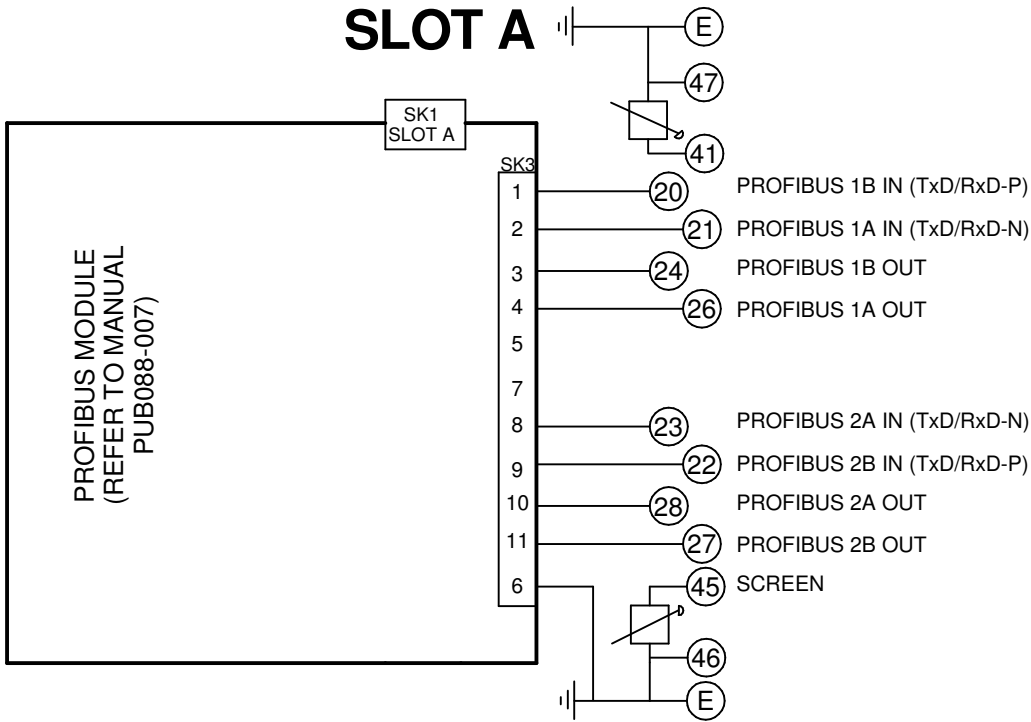 SLOT A
E
47
41
SK1
SLOT A
SK3
1
20 PROFIBUS 1B IN (TxD/RxD-P)
2
21 PROFIBUS 1A IN (TxD/RxD-N)
3
24 PROFIBUS 1B OUT
4
26 PROFIBUS 1A OUT
5
7
8
23 PROFIBUS 2A IN (TxD/RxD-N)
9
22 PROFIBUS 2B IN (TxD/RxD-P)
10
28 PROFIBUS 2A OUT
11
27 PROFIBUS 2B OUT
6
45 SCREEN
46
E
PROFIBUS MODULE
(REFER TO MANUAL
PUB088-007)